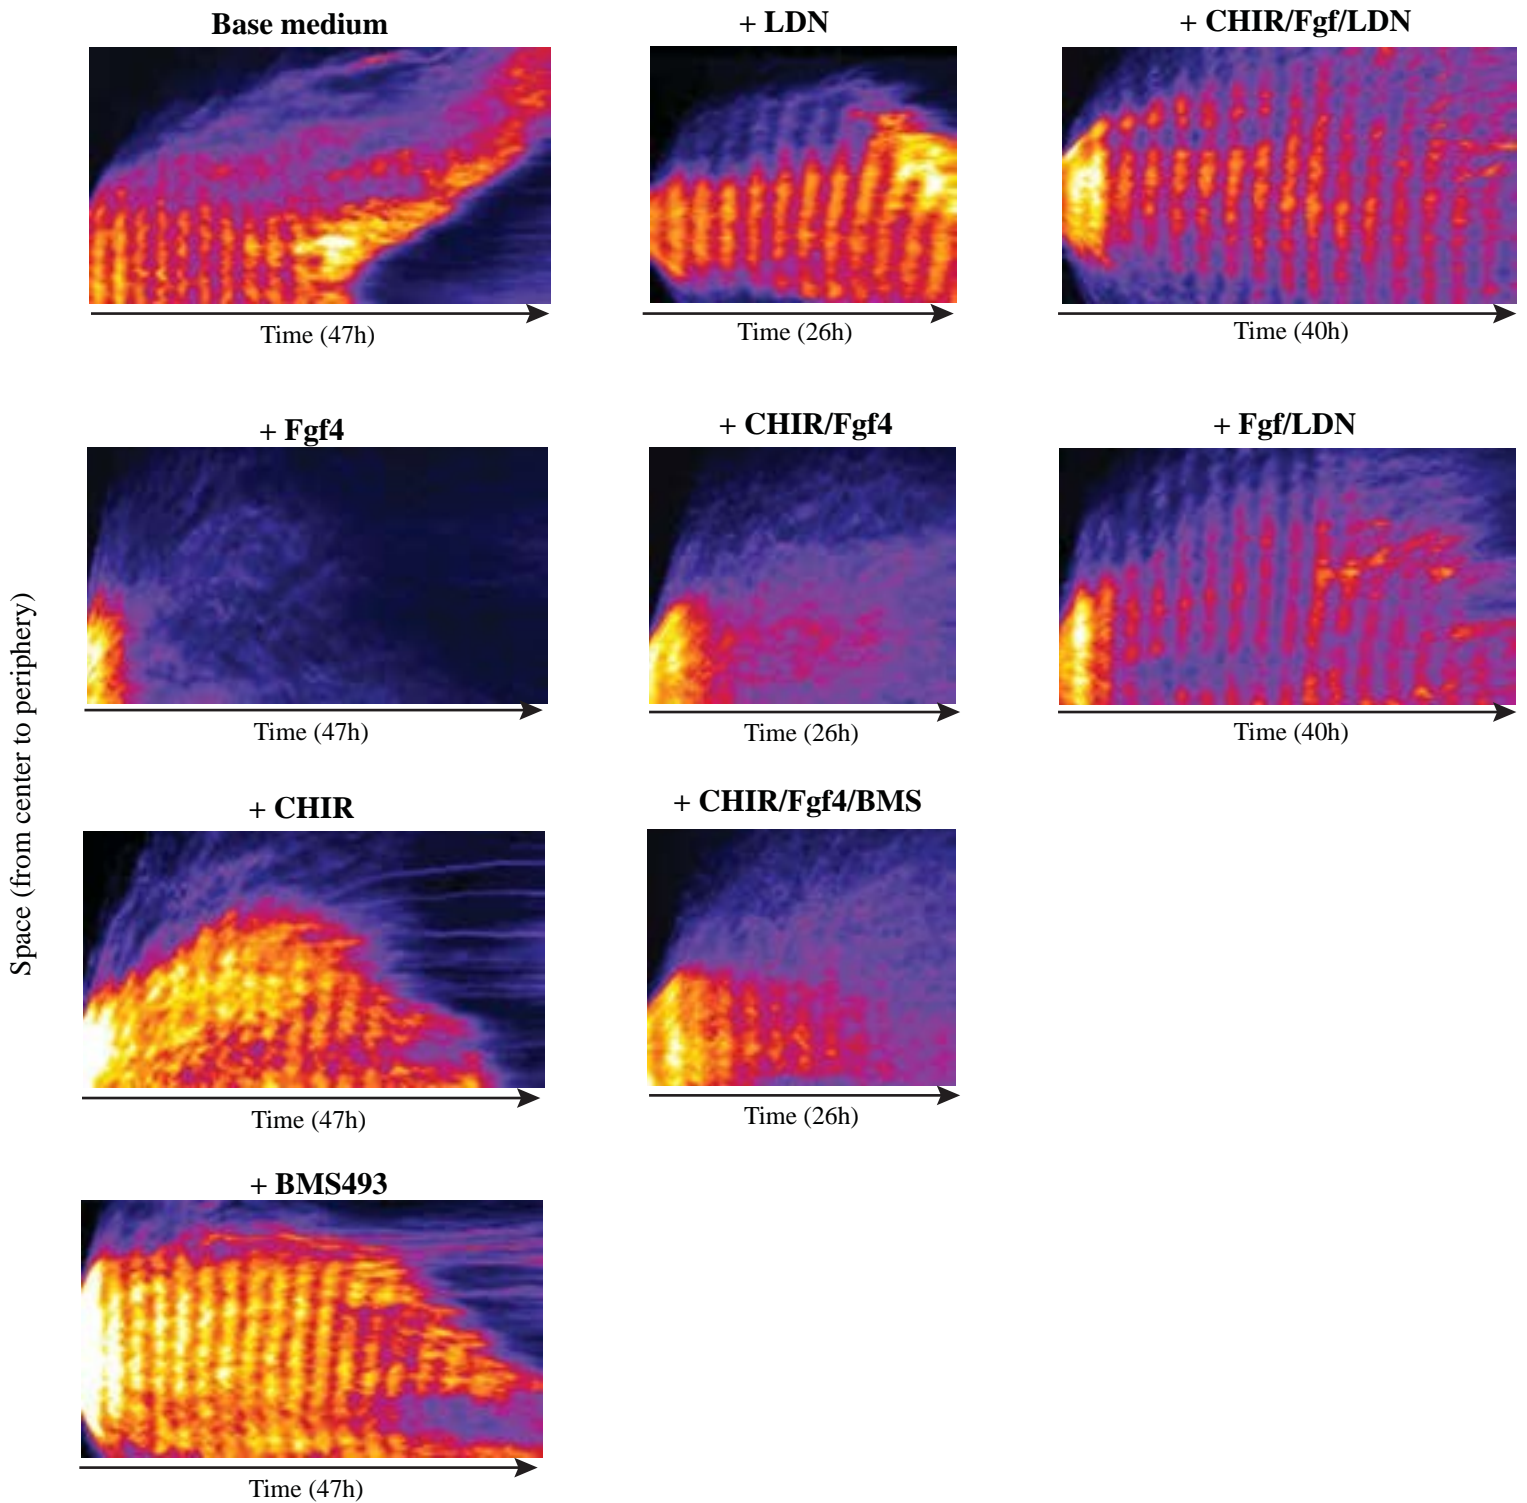 Base medium
+ LDN
+ CHIR/Fgf/LDN
Time (47h)
Time (26h)
Time (40h)
+ Fgf4
+ CHIR/Fgf4
+ Fgf/LDN
Time (47h)
Time (26h)
Time (40h)
Space (from center to periphery)
+ CHIR
+ CHIR/Fgf4/BMS
Time (47h)
Time (26h)
+ BMS493
Time (47h)